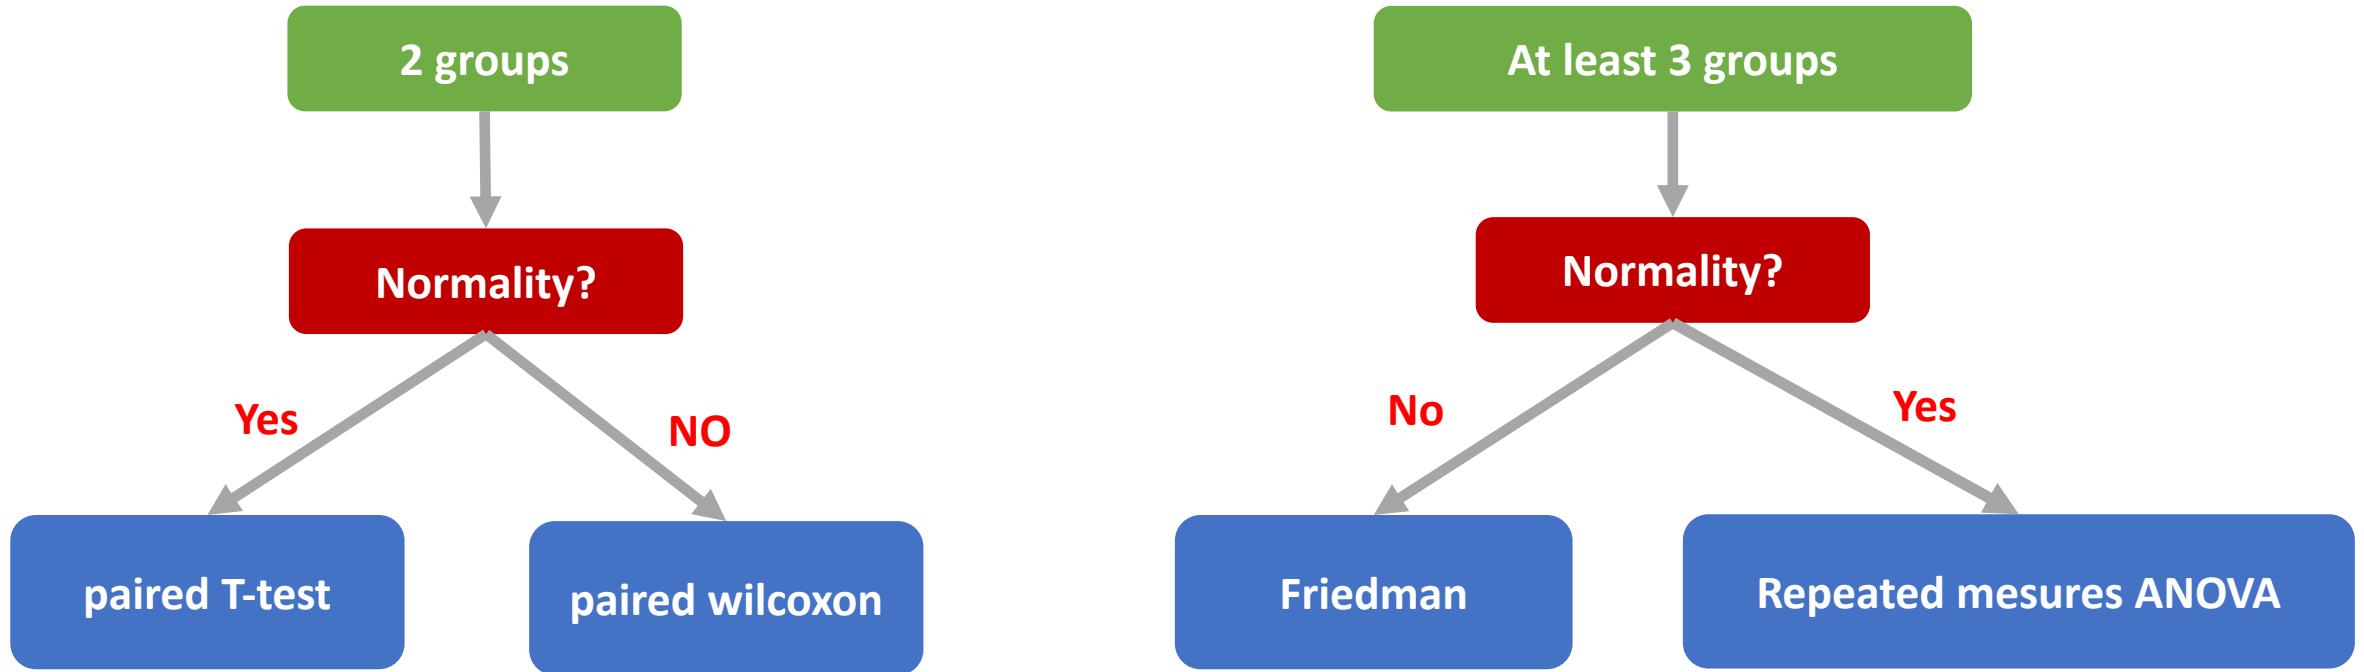 2 groups
At least 3 groups
Normality?
Normality?
Yes
NO
No
Yes
paired T-test
paired wilcoxon
Friedman
Repeated mesures ANOVA